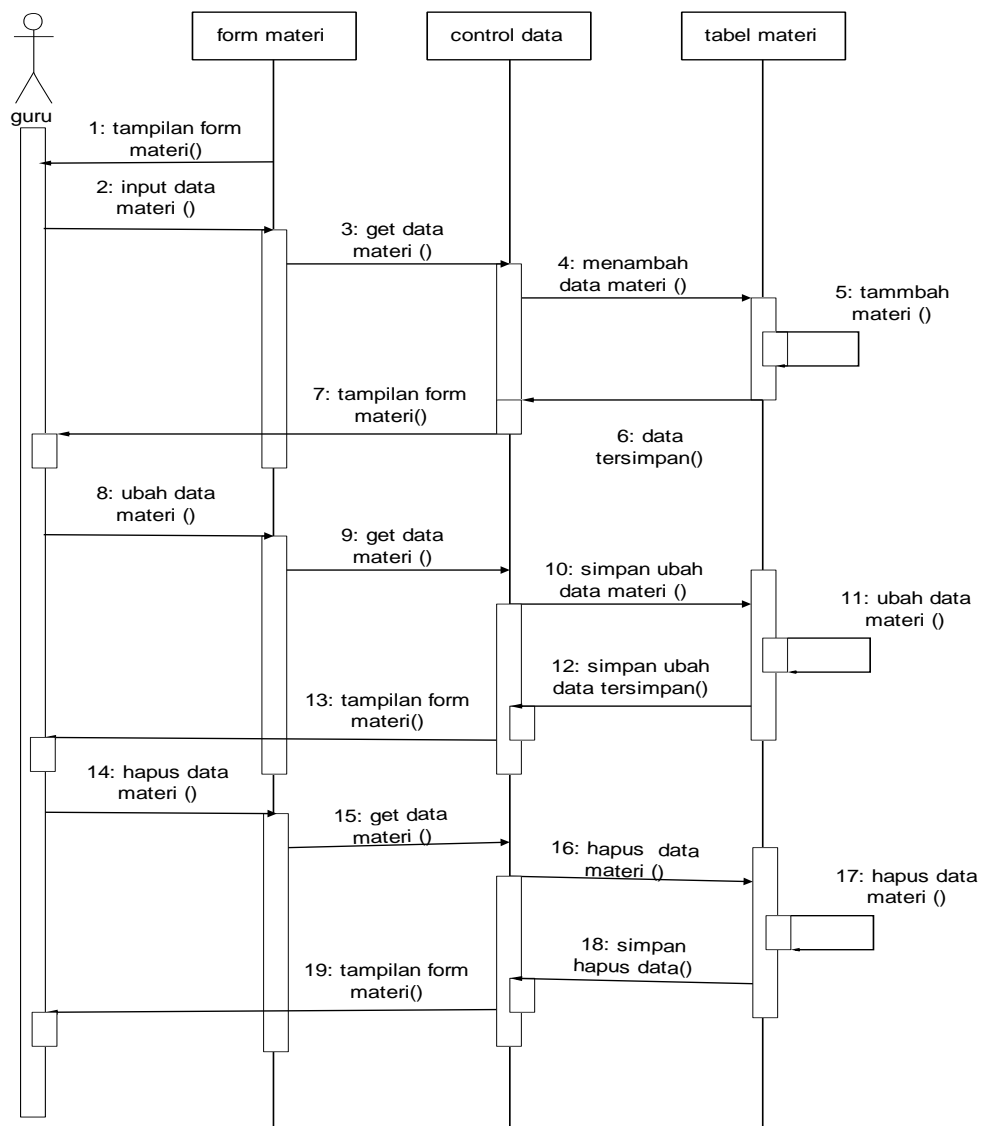 form materi
control data
tabel materi
guru
1: tampilan form
materi()
2: input data
materi ()
3: get data
materi ()
4: menambah
data materi ()
5: tammbah
materi ()
6: data
tersimpan()
7: tampilan form
materi()
8: ubah data
materi ()
9: get data
materi ()
10: simpan ubah
data materi ()
11: ubah data
materi ()
12: simpan ubah
data tersimpan()
13: tampilan form
materi()
14: hapus data
materi ()
15: get data
materi ()
16: hapus data
materi ()
17: hapus data
materi ()
18: simpan
hapus data()
19: tampilan form
materi()